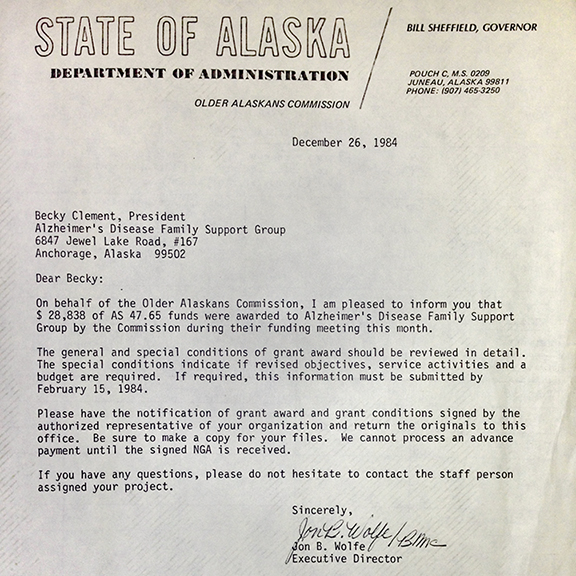 STATE OF ALASKA
DEPARTMENT OF ADMINISTRATION
OLDER ALASKANS COMMISSION
BILL SHEFFIELD, GOVERNOR
POUCH C, M.S. 0209
JUNEAU, ALASKA 99811
PHONE: (907) 465-3250
December 26, 1984
Becky Clement, President
Alzheimer's Disease Family Support Group
6847 Jewel Lake Road, #167
Anchorage, Alaska 99502
Dear Becky:
On behalf of the Older Alaskans Commission, I am pleased to inform you that
$ 28,838 of AS 47.65 funds were awarded to Alzheimer's Disease Family Support
Group by the Commission during their funding meeting this month.
The general and special conditions of grant award should be reviewed in detail.
The special conditions indicate if revised objectives, service activities and a
budget are required. If required, this information must be submitted by
February 15, 1984.
Please have the notification of grant award and grant conditions signed by the
authorized representative of your organization and return the originals to this
office. Be sure to make a copy for your files. We cannot process an advance
payment until the signed NGA is received.
If you have any questions, please do not hesitate to contact the staff person
assigned your project.
Sincerely,
Jon B. Wolfe/
Jon B. Wolfe
Executive Director